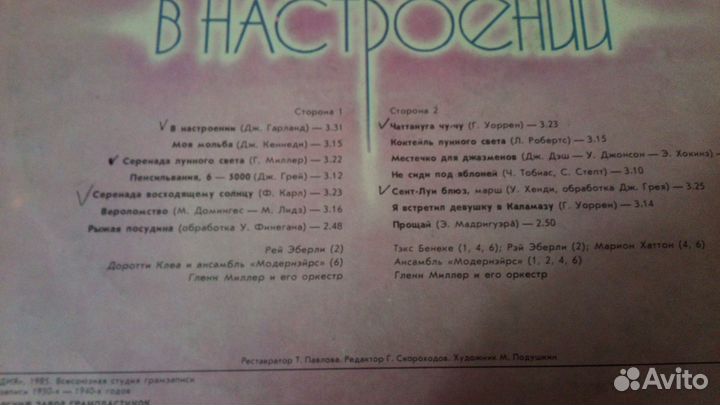 В НАСТРОЕНИИ
Сторона 1
В настроении (Дж. Гарланд) — 3.31
Моя мольба (Дж. Кеннеди) — 3.15
Серенада лунного света (Г. Миллер) — 3.22
Пенсильвания, 6 — 5000 (Дж. Грей) — 3.12
Серенада восходящему солнцу (Ф. Карл) — 3.23
Вероломство (М. Домингес — М. Лидз) — 3.16
Рыжая посудина (обработка У. Финегана) — 2.48
Рей Эберли (2)
Доротти Клеа и ансамбль «Модернэйрс» (6)
Гленн Миллер и его оркестр
Сторона 2
Чаттануга чу-чу (Г. Уоррен) — 3.23
Коктейль лунного света (Л. Робертс) — 3.15
Местечко для джазменов (Дж. Дэш — У. Джонсон — Э. Хокинз) —
Не сиди под яблоней (Ч. Тобиас, С. Степт) — 3.10
Сент-Луи блюз, марш (У. Хенди, обработка Дж. Грея) — 3.25
Я встретил девушку в Каламазу (Г. Уоррен) — 3.14
Прощай (Э. Мадригуэра) — 2.50
Тэкс Бенеке (1, 4, 6); Рэй Эберли (2); Марион Хаттон (4, 6)
Ансамбль «Модернэйрс» (1, 2, 4, 6)
Гленн Миллер и его оркестр
Реставратор Т. Павлова. Редактор Г. Скороходов. Художник М. Подушкин
ДИЯ», 1985. Всесоюзная студия грамзаписи
записи 1930-х — 1940-х годов
ЗАВОД ГРАМПЛАСТИНОК
Avito